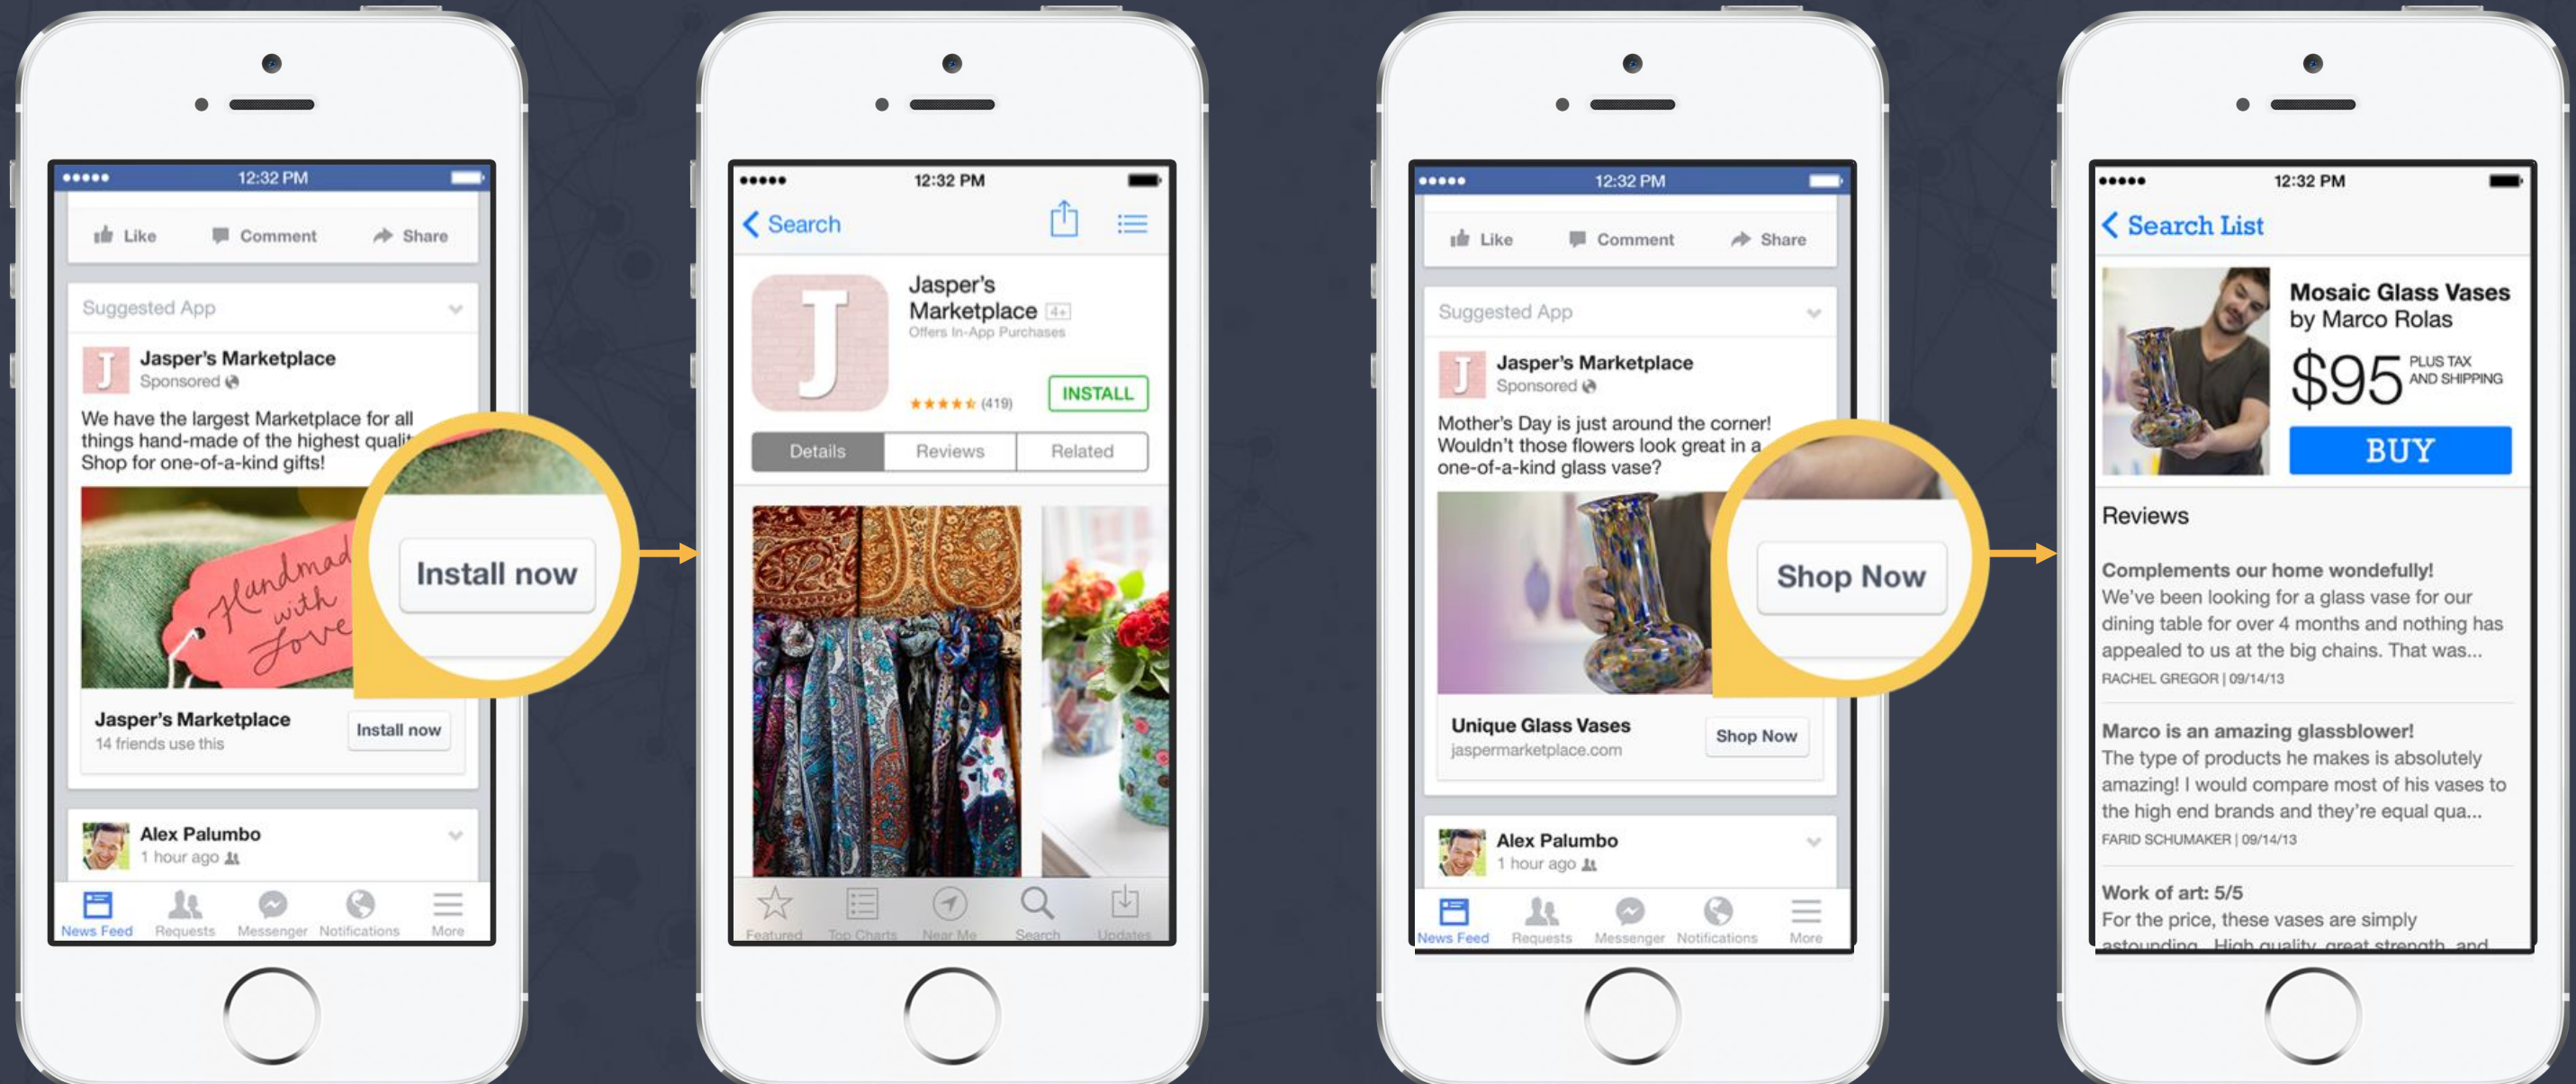 12:32 PM
Like Comment Share
Suggested App
J
Jasper's Marketplace
Sponsored
We have the largest Marketplace for all
things hand-made of the highest
Shop for one-of-a-kind gifts!
Handmade
with
Love
Install now
Jasper's Marketplace
14 friends use this
Install now
Alex Palumbo
1 hour ago
News Feed Requests Messenger Notifications More
12:32 PM
Search
J
Jasper's
Marketplace 4+
Offers In-App Purchases
(419)
INSTALL
Details Reviews Related
Featured Top Charts Near Me Search Updates
12:32 PM
Like Comment Share
Suggested App
J
Jasper's Marketplace
Sponsored
Mother's Day is just around the corner!
Wouldn't those flowers look great in a
one-of-a-kind glass vase?
Shop Now
Unique Glass Vases
jaspermarketplace.com
Shop Now
Alex Palumbo
1 hour ago
News Feed Requests Messenger Notifications More
12:32 PM
Search List
Mosaic Glass Vases
by Marco Rolas
$95 PLUS TAX
AND SHIPPING
BUY
Reviews
Complements our home wondefully!
We've been looking for a glass vase for our
dining table for over 4 months and nothing has
appealed to us at the big chains. That was...
RACHEL GREGOR | 09/14/13
Marco is an amazing glassblower!
The type of products he makes is absolutely
amazing! I would compare most of his vases to
the high end brands and they're equal qua...
FARID SCHUMAKER | 09/14/13
Work of art: 5/5
For the price, these vases are simply
astounding. High quality, great strength, and